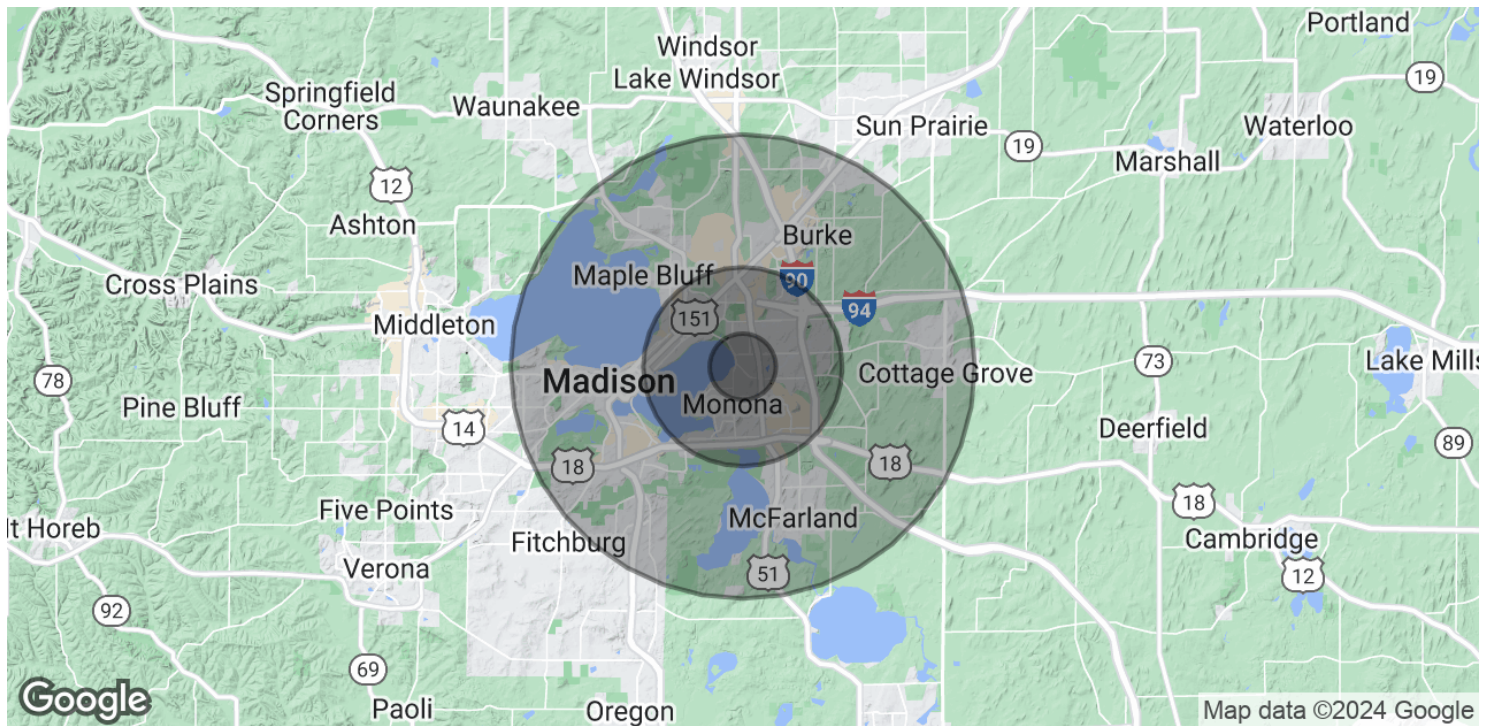 Portland
Windsor
Lake Windsor
19
Springfield
Corners
Waunakee
Sun Prairie
Waterloo
19
Marshall
12
Ashton
Burke
Cross Plains
Maple Bluff
90
94
151
Middleton
Lake Mills
73
78
Madison
Cottage Grove
Pine Bluff
Monona
14
Deerfield
89
18
18
18
Five Points
McFarland
t Horeb
Fitchburg
Cambridge
Verona
51
12
92
69
Google
Paoli
Oregon
Map data ©2024 Google